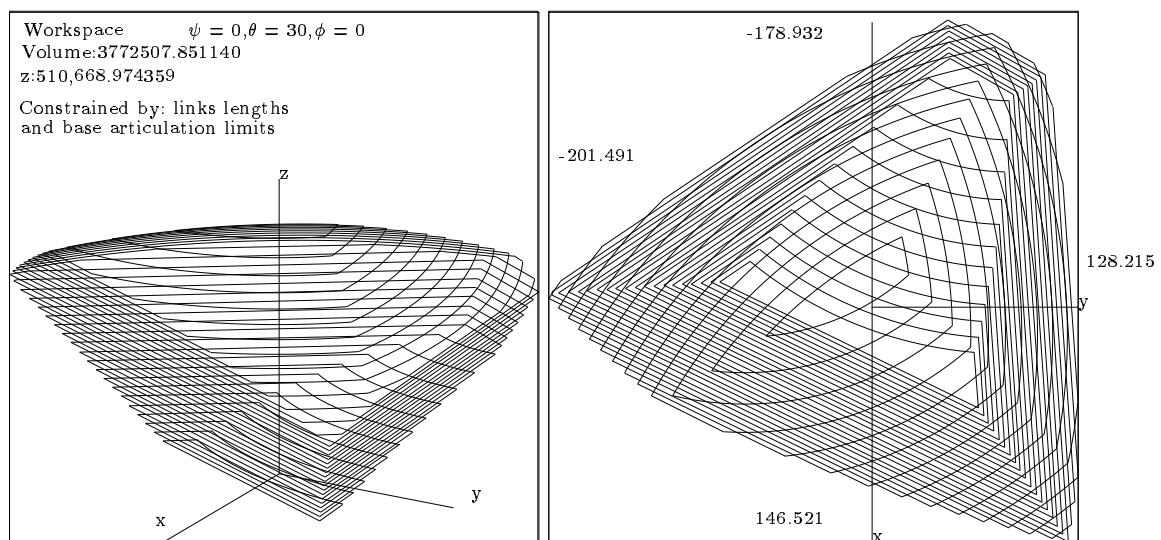 Workspace ψ = 0,θ = 30,ϕ = 0
Volume:3772507.851140
z:510,668.974359
Constrained by: links lengths
and base articulation limits
z
y
x
-178.932
-201.491
128.215
y
146.521
x